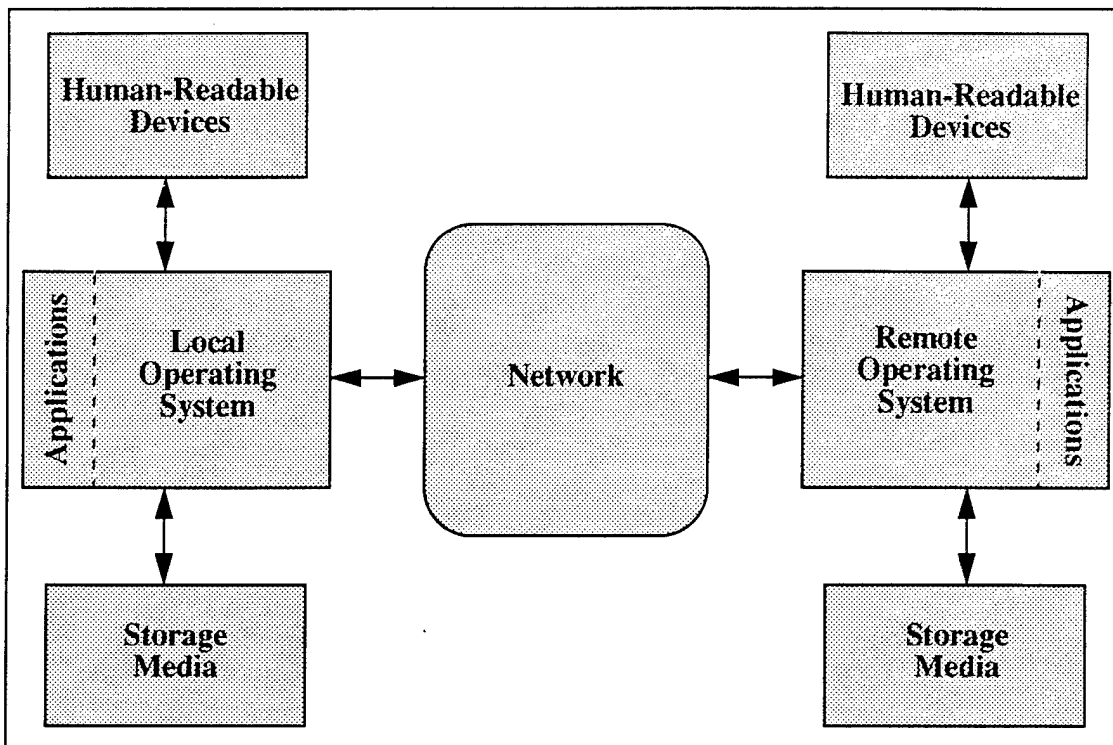 Human-Readable
Devices
Human-Readable
Devices
Applications
Local
Operating
System
Network
Remote
Operating
System
Applications
Storage
Media
Storage
Media